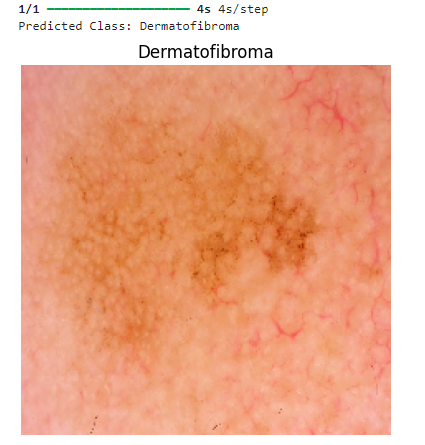 1/1 ━━━━━━━━━━━━━━━━━━━━ 4s 4s/step
Predicted Class: Dermatofibroma
Dermatofibroma